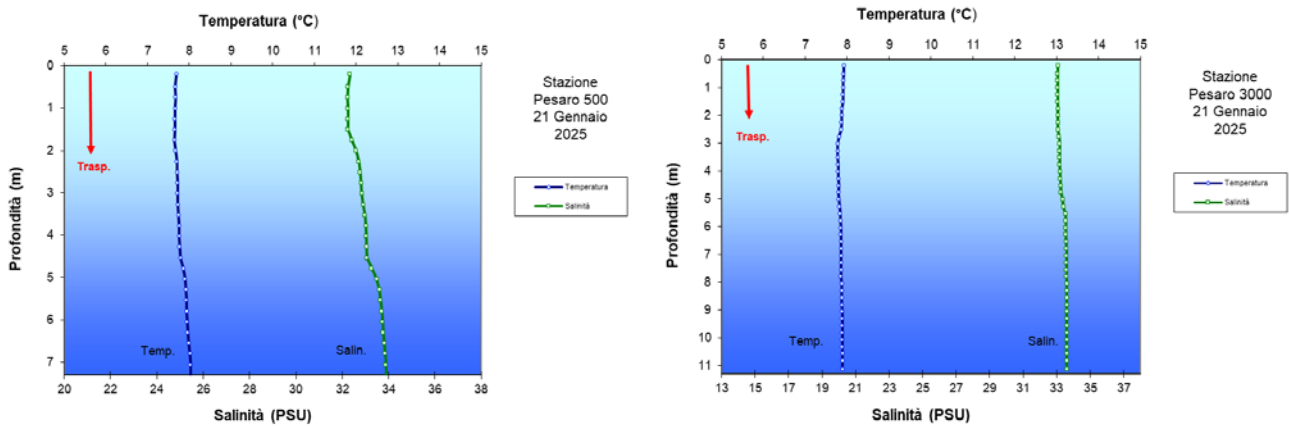 Temperatura (°C)
5 6 7 8 9 10 11 12 13 14 15
0
1
2
3
4
5
6
7
Profondità (m)
Trasp.
Temp.
Salin.
20 22 24 26 28 30 32 34 36 38
Salinità (PSU)
Stazione
Pesaro 500
21 Gennaio
2025
Temperatura
Salinità
Temperatura (°C)
5 6 7 8 9 10 11 12 13 14 15
0
1
2
3
4
5
6
7
8
9
10
11
Profondità (m)
Trasp.
Temp.
Salin.
13 15 17 19 21 23 25 27 29 31 33 35 37
Salinità (PSU)
Stazione
Pesaro 3000
21 Gennaio
2025
Temperatura
Salinità